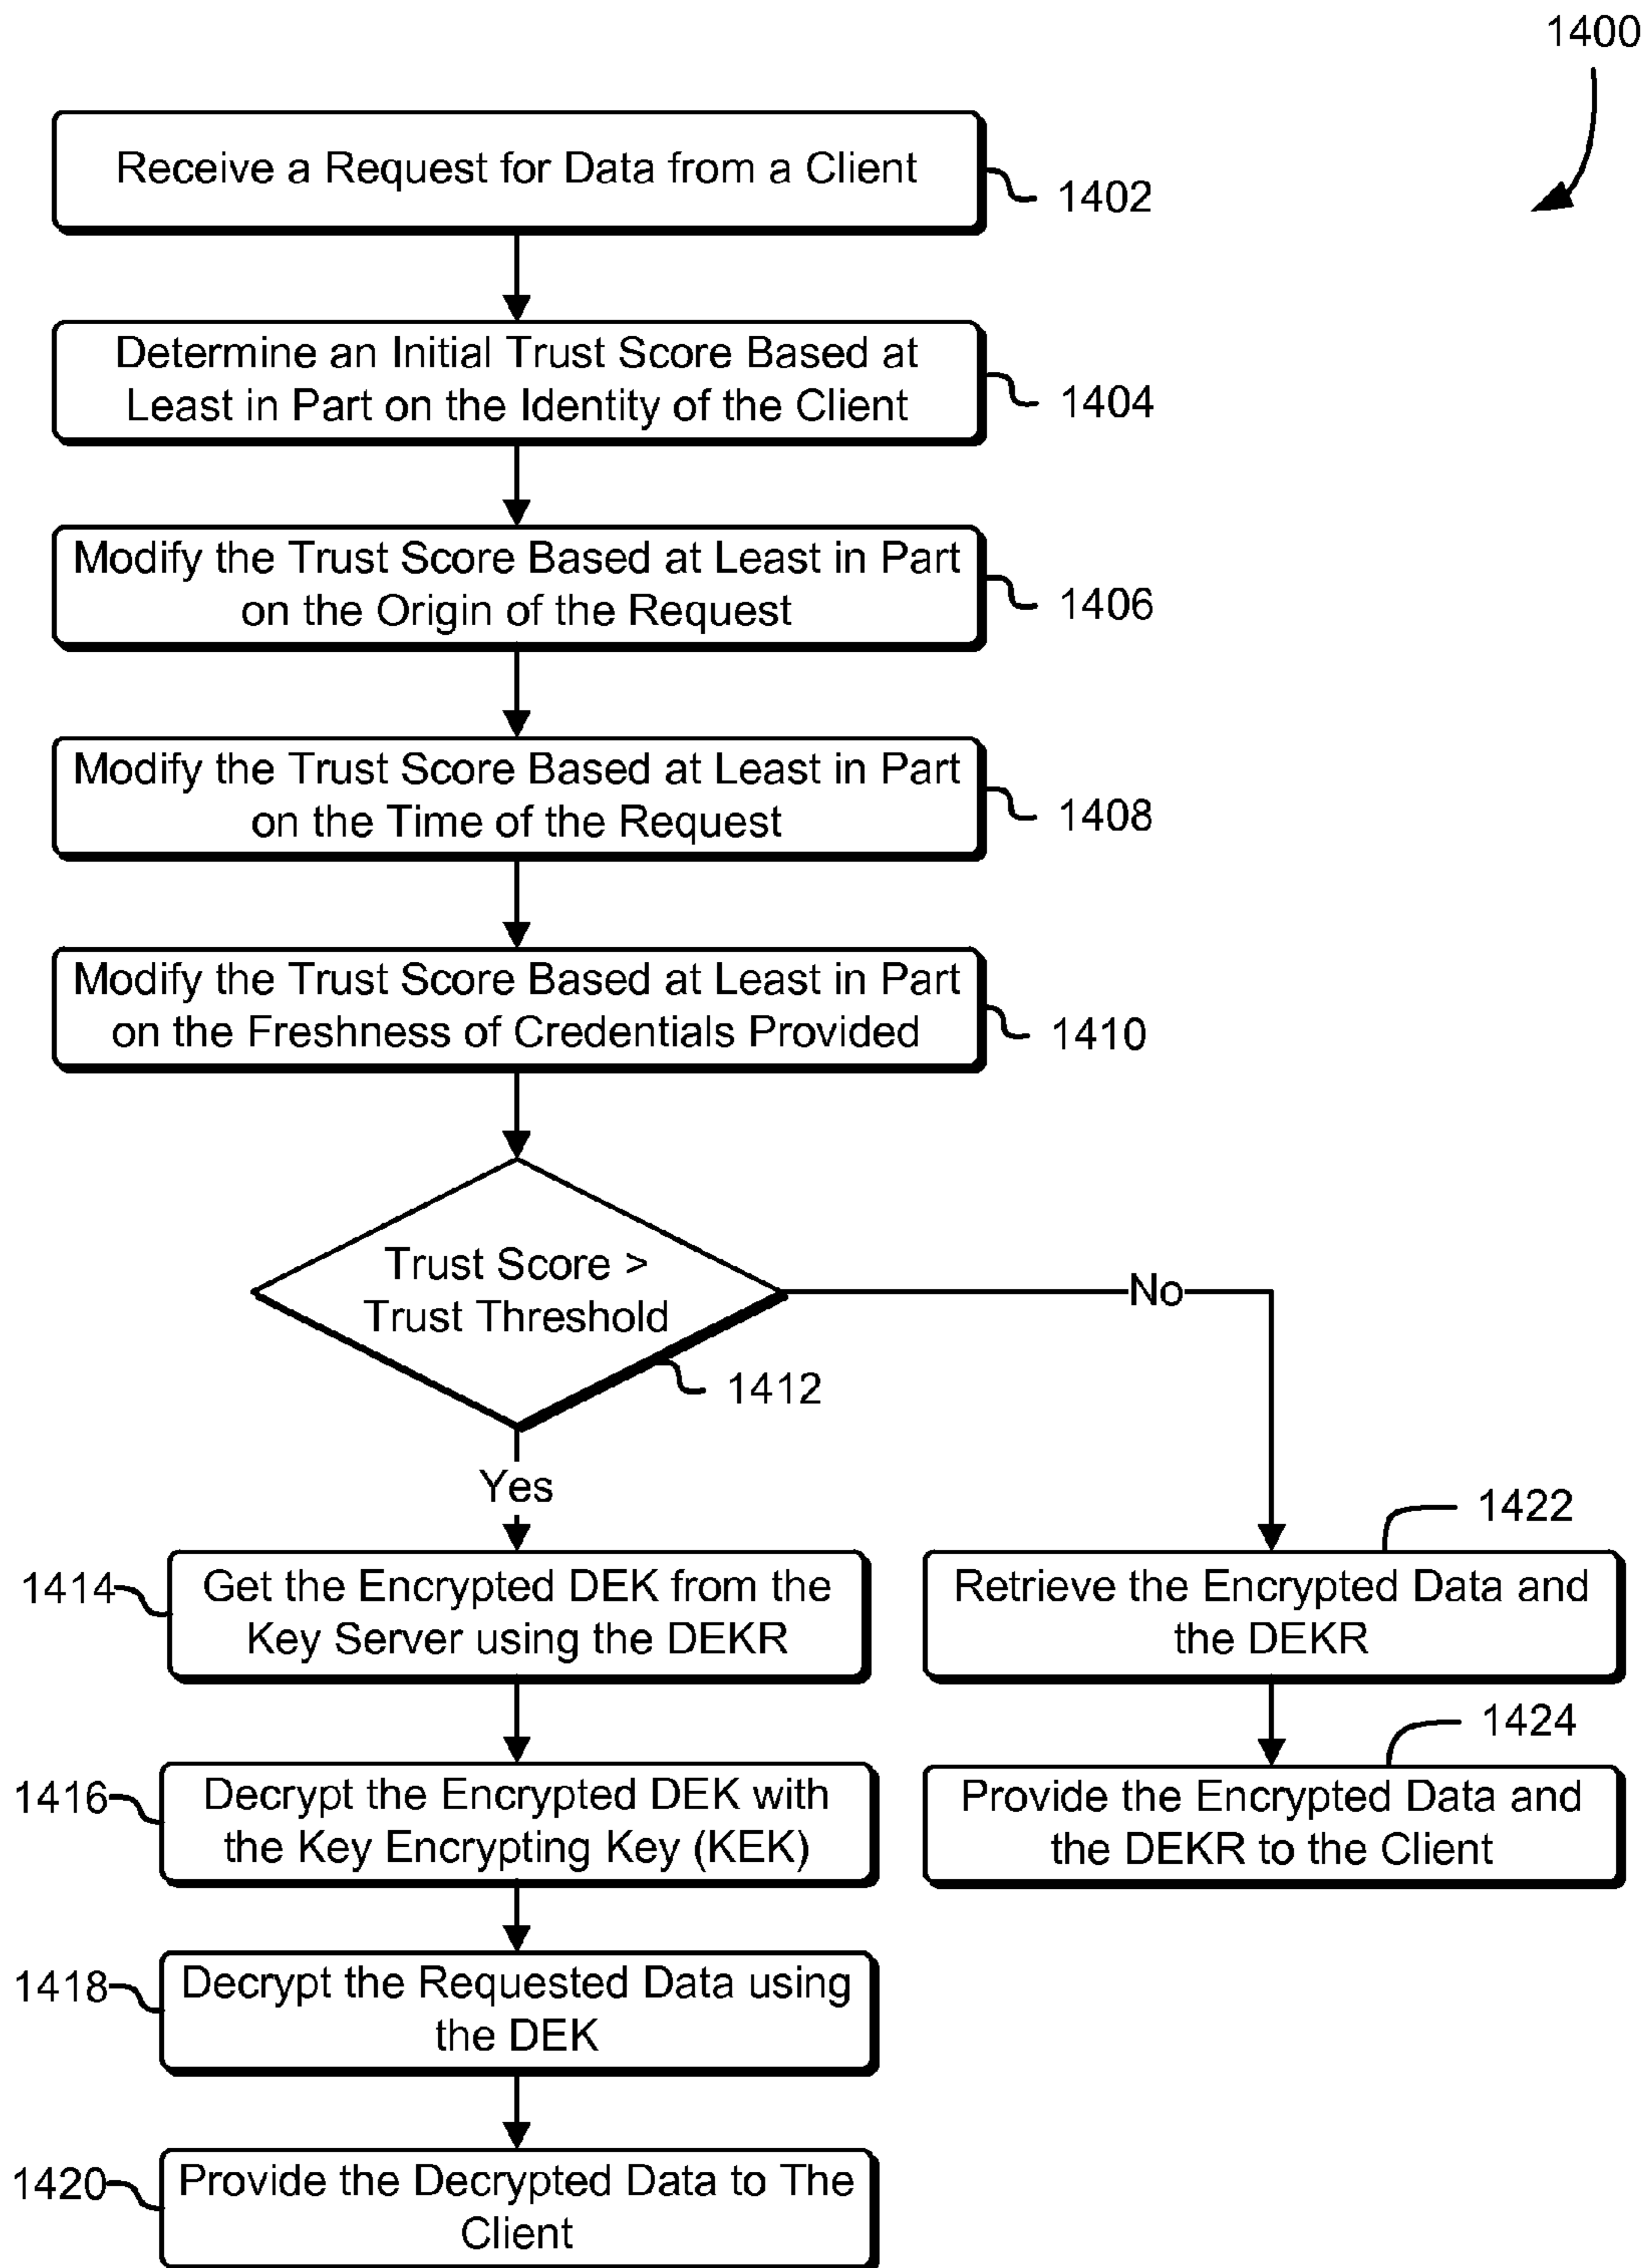 1400
Receive a Request for Data from a Client
1402
Determine an Initial Trust Score Based at
Least in Part on the Identity of the Client
1404
Modify the Trust Score Based at Least in Part
on the Origin of the Request
1406
Modify the Trust Score Based at Least in Part
on the Time of the Request
1408
Modify the Trust Score Based at Least in Part
on the Freshness of Credentials Provided
1410
Trust Score >
Trust Threshold
1412
No
Yes
1414
Get the Encrypted DEK from the
Key Server using the DEKR
1416
Decrypt the Encrypted DEK with
the Key Encrypting Key (KEK)
1418
Decrypt the Requested Data using
the DEK
1420
Provide the Decrypted Data to The
Client
1422
Retrieve the Encrypted Data and
the DEKR
1424
Provide the Encrypted Data and
the DEKR to the Client